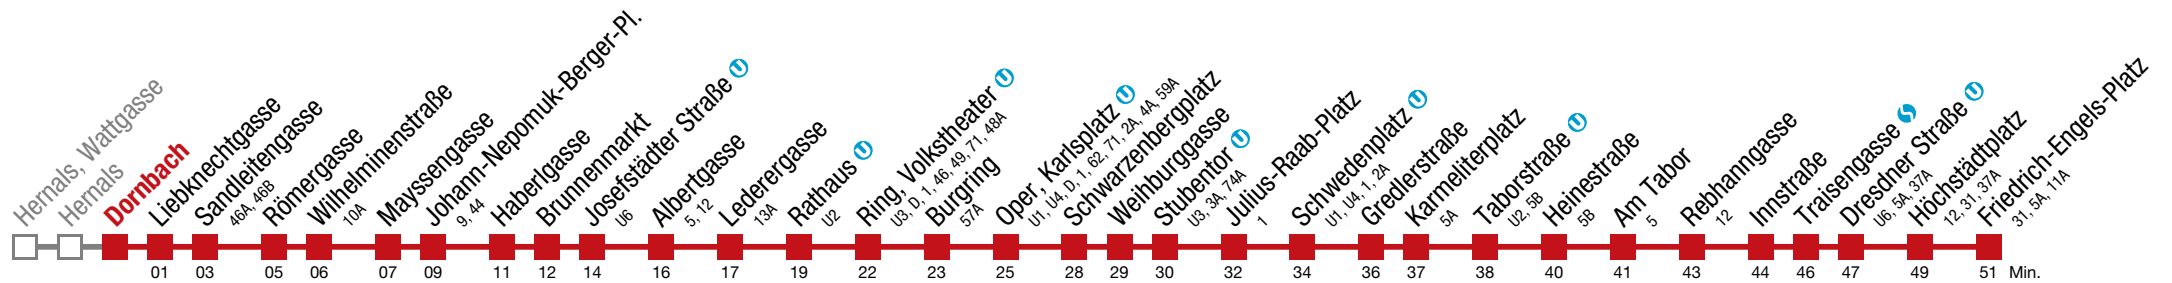 Hernals, Wattgasse
Hernals
Dornbach
Liebknechtgasse
Sandleitengasse
46A, 46B
Römergasse
Wilhelminenstraße
10A
Mayssengasse
Johann-Nepomuk-Berger-Pl.
9, 44
Haberlgasse
Brunnenmarkt
Josefstädter Straße U
U6
Albertgasse
5, 12
Lederergasse
13A
Rathaus U
U2
Ring, Volkstheater U
U3, D, 1, 46, 49, 71, 48A
Burgring
57A
Oper, Karlsplatz U
U1, U4, D, 1, 62, 71, 2A, 4A, 59A
Schwarzenbergplatz
Weihburggasse
Stubentor U
U3, 3A, 74A
Julius-Raab-Platz
1
Schwedenplatz U
U1, U4, 1, 2A
Gredlerstraße
Karmeliterplatz
5A
Taborstraße U
U2, 5B
Heinestraße
5B
Am Tabor
5
Rebhanngasse
12
Innstraße
Traisengasse
Dresdner Straße U
U6, 5A, 37A
Höchstädtplatz
12, 31, 37A
Friedrich-Engels-Platz
31, 5A, 11A
01 03 05 06 07 09 11 12 14 16 17 19 22 23 25 28 29 30 32 34 36 37 38 40 41 43 44 46 47 49 51 Min.